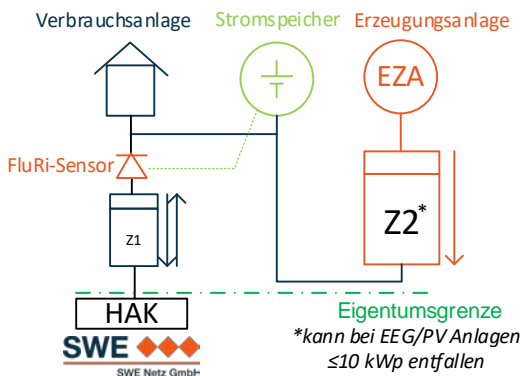 Verbrauchsanlage Stromspeicher Erzeugungsanlage
EZA
FluRi-Sensor
Z1
Z2*
HAK
Eigentumsgrenze
*kann bei EEG/PV Anlagen
≤10 kWp entfallen
SWE
SWE Netz GmbH